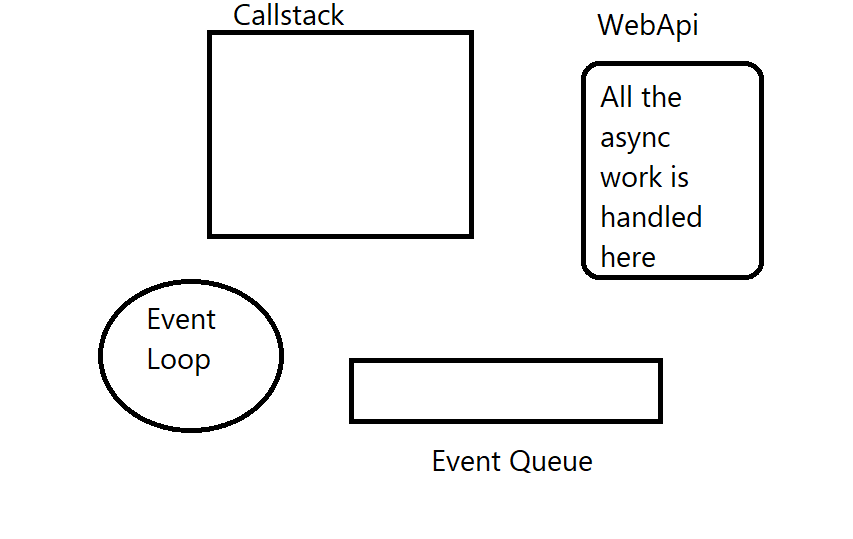 Callstack
WebApi
All the
async
work is
handled
here
Event
Loop
Event Queue